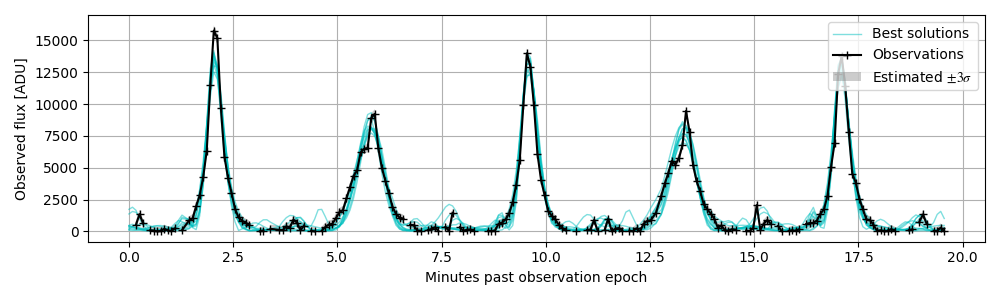 Observed flux [ADU]
15000
12500
10000
7500
5000
2500
0
Best solutions
Observations
Estimated ±3σ
0.0 2.5 5.0 7.5 10.0 12.5 15.0 17.5 20.0
Minutes past observation epoch